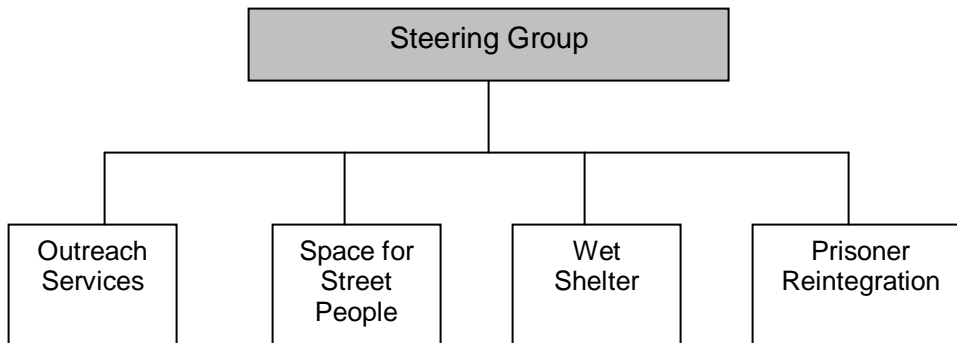 Steering Group
Outreach
Services
Space for
Street
People
Wet
Shelter
Prisoner
Reintegration